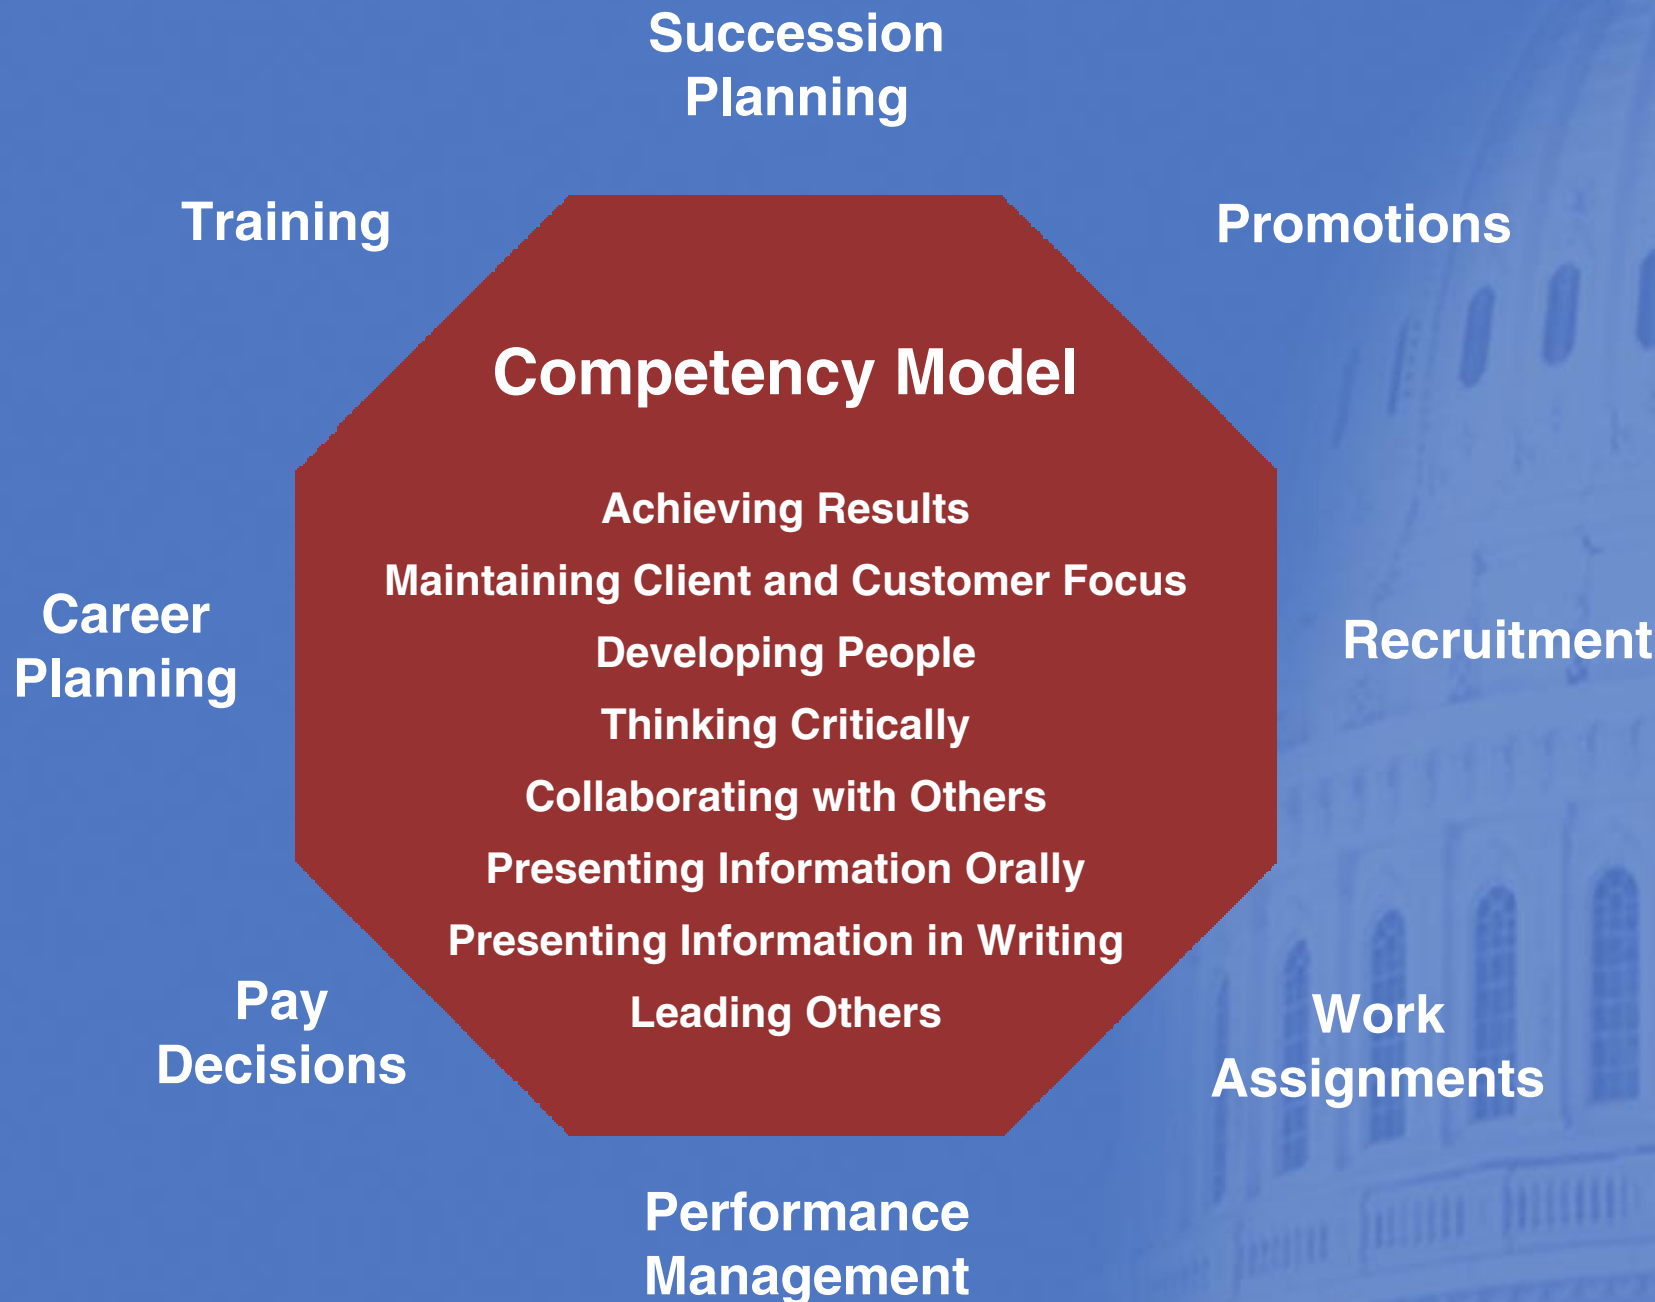 Succession
Planning
Training
Promotions
Competency Model
Achieving Results
Maintaining Client and Customer Focus
Developing People
Thinking Critically
Collaborating with Others
Presenting Information Orally
Presenting Information in Writing
Leading Others
Career
Planning
Recruitment
Pay
Decisions
Work
Assignments
Performance
Management